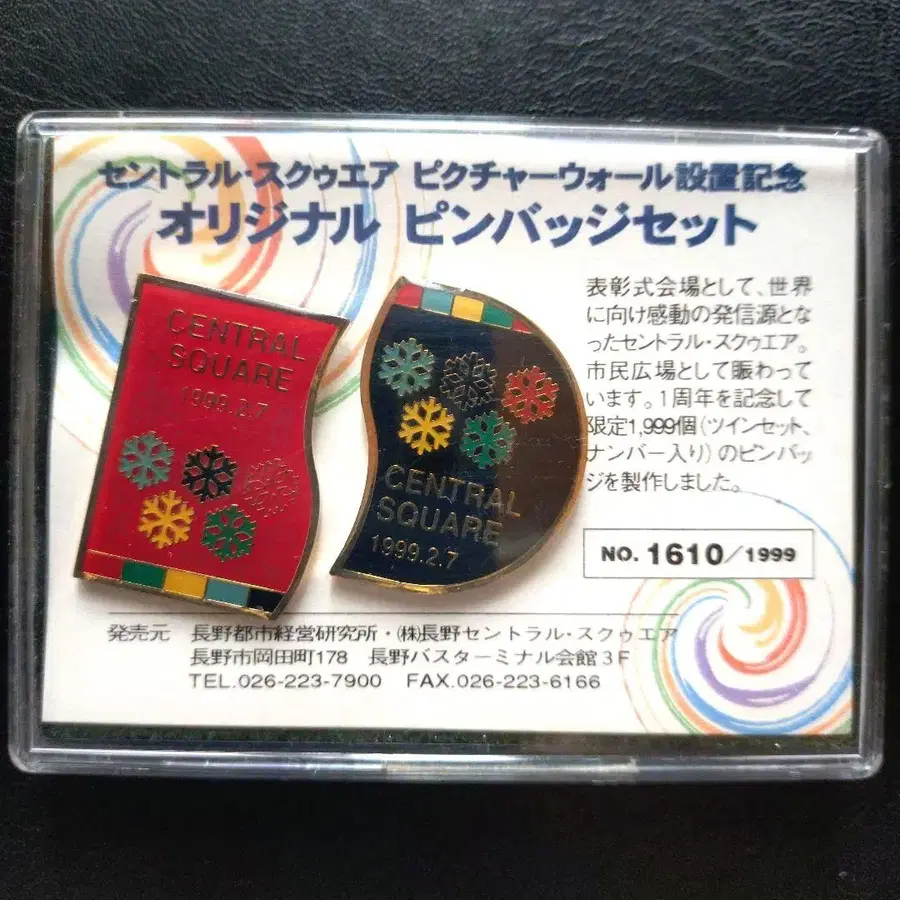 セントラル・スクゥエア ピクチャーウォール設置記念
オリジナル ピンバッジセット
表彰式会場として、世界
に向け感動の発信源とな
ったセントラル・スクゥエア。
市民広場として賑わって
います。1周年を記念して
限定1,999個(ツインセット、
ナンバー入り)のピンバッ
ジを製作しました。
CENTRAL
SQUARE
1999.2.7
CENTRAL
SQUARE
1999.2.7
NO. 1610/1999
発売元 長野都市経営研究所・㈱長野セントラル・スクゥエア
長野市岡田町178 長野バスターミナル会館3F
TEL.026-223-7900 FAX.026-223-6166